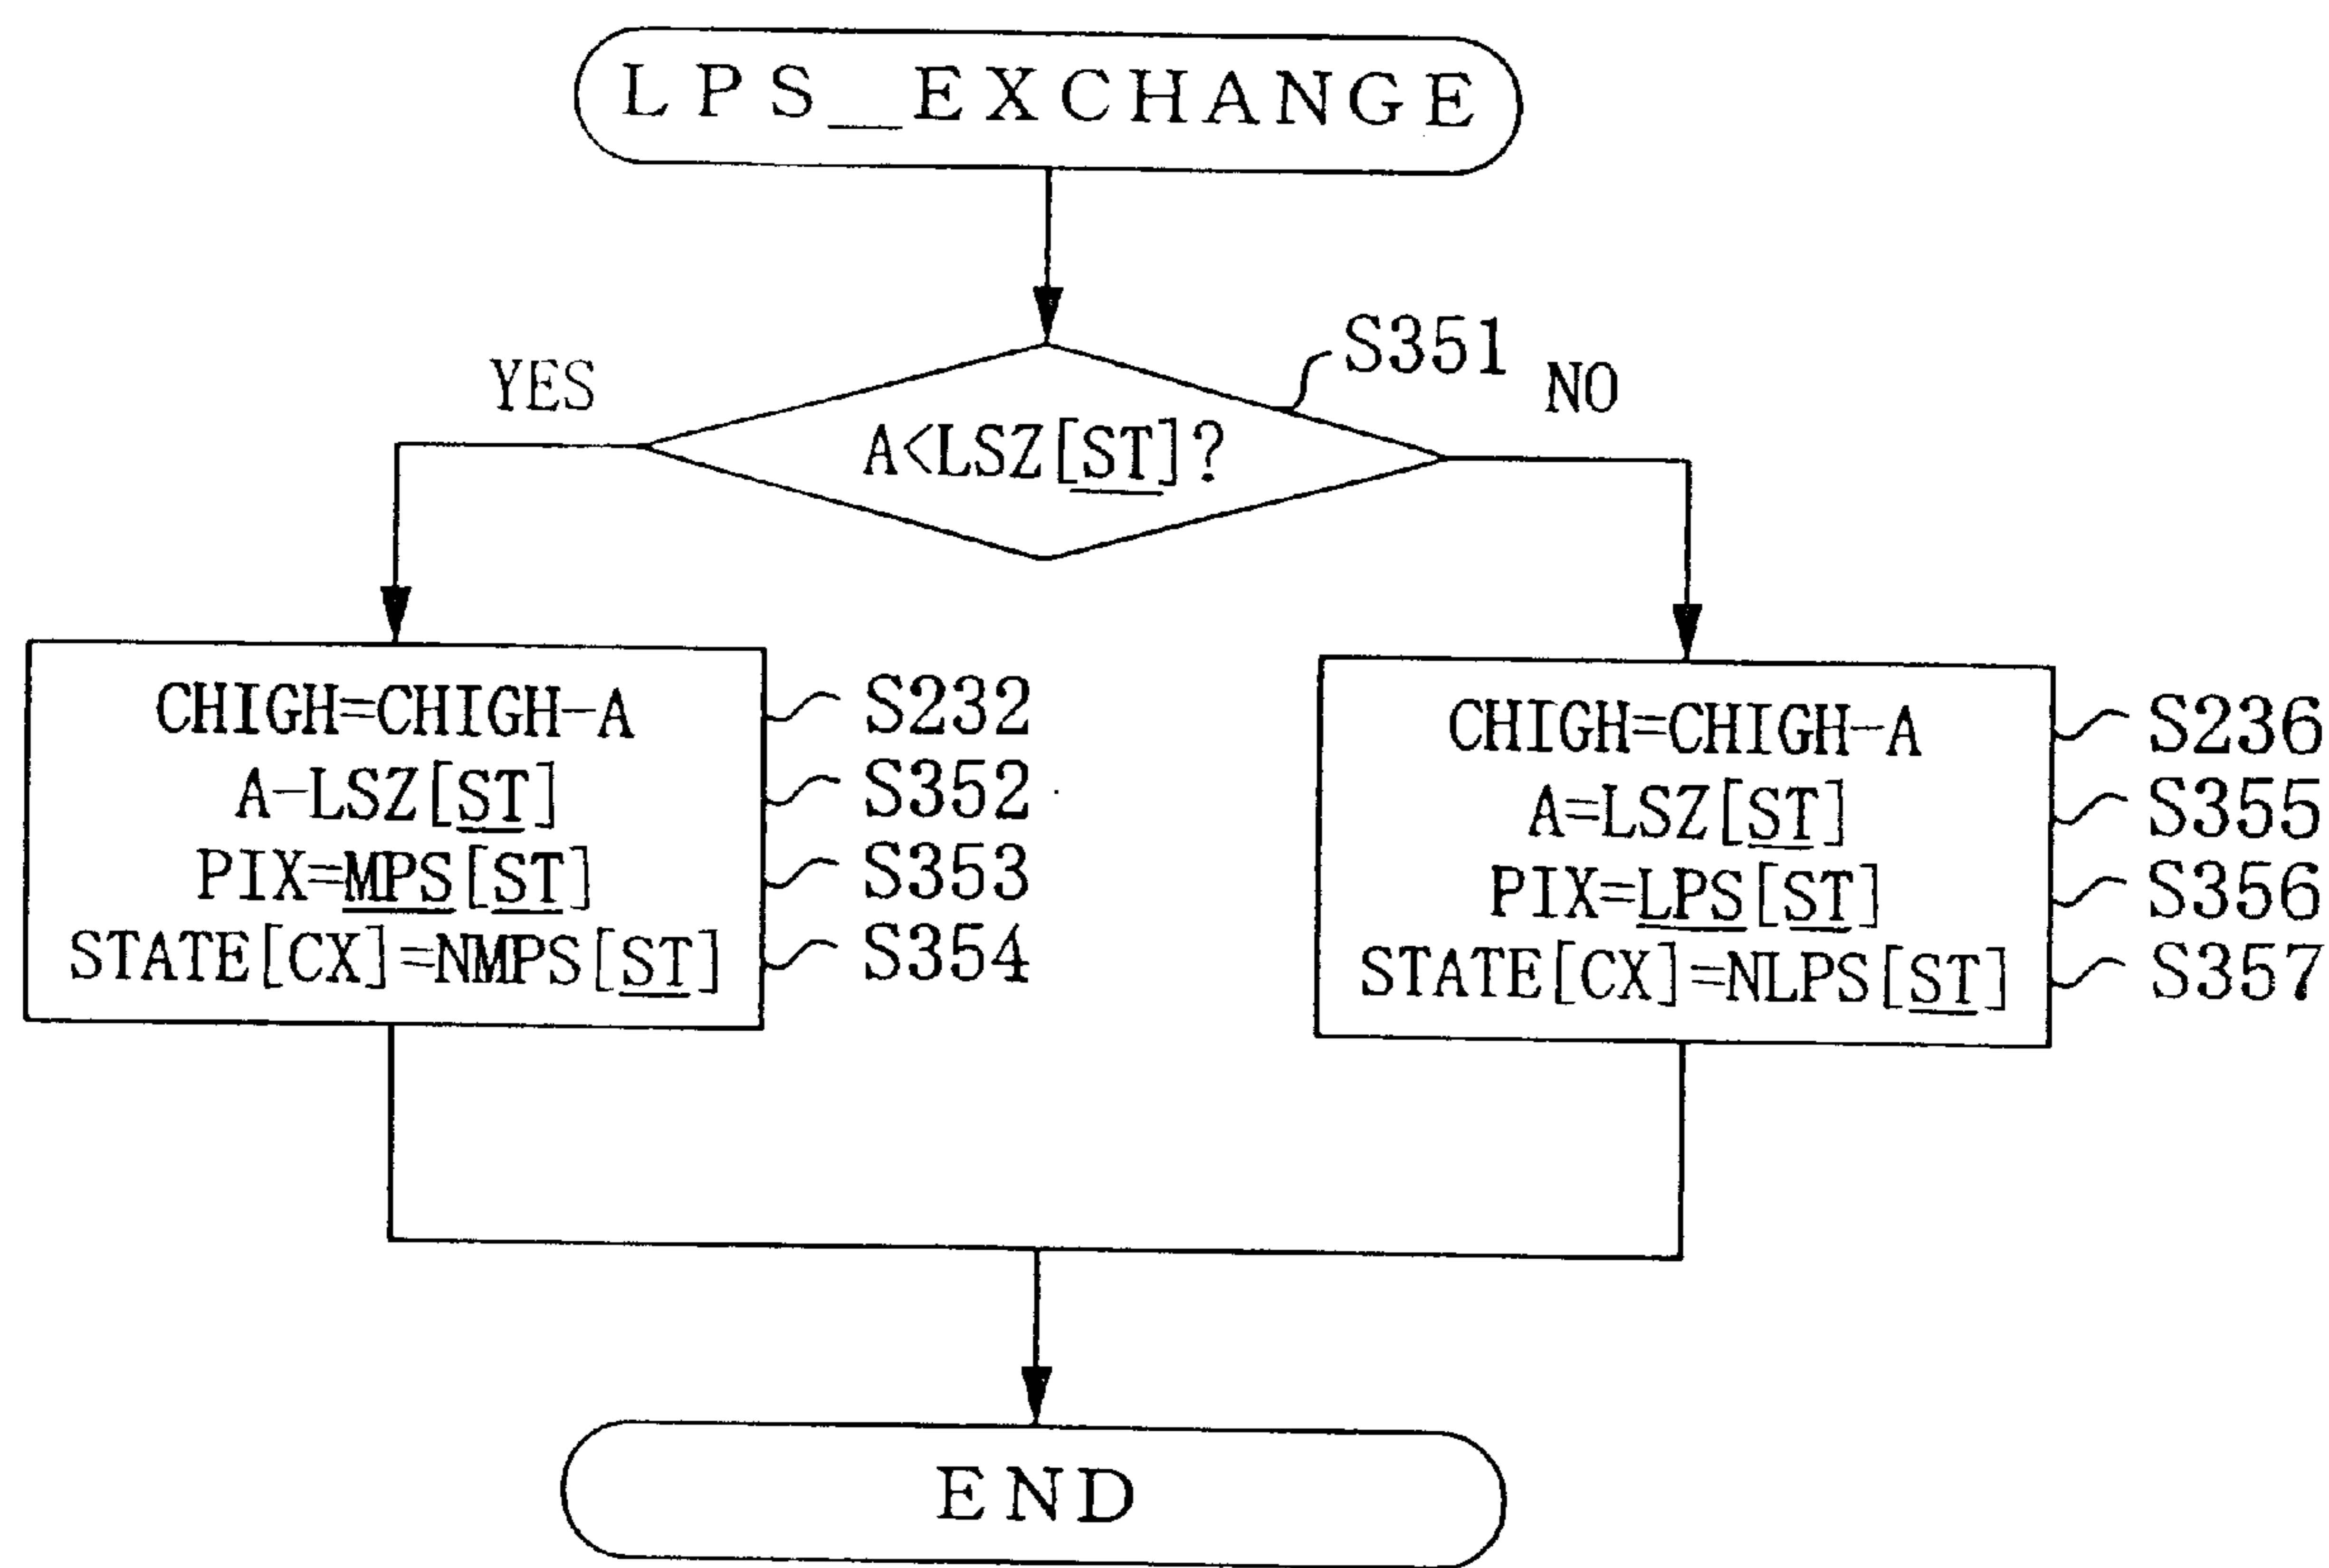 LPS_EXCHANGE
S351
YES
NO
A<LSZ[ST]?
CHIGH=CHIGH-A
S232
A-LSZ[ST]
S352
PIX=MPS[ST]
S353
STATE[CX]=NMPS[ST]
S354
CHIGH=CHIGH-A
S236
A=LSZ[ST]
S355
PIX=LPS[ST]
S356
STATE[CX]=NLPS[ST]
S357
END